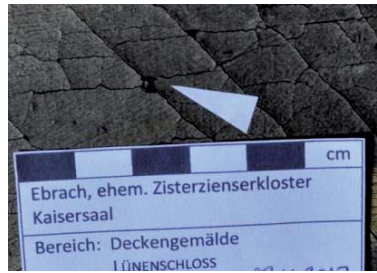 cm
Ebrach, ehem. Zisterzienserkloster
Kaisersaal
Bereich: Deckengemälde
LÜNENSCHLOSS